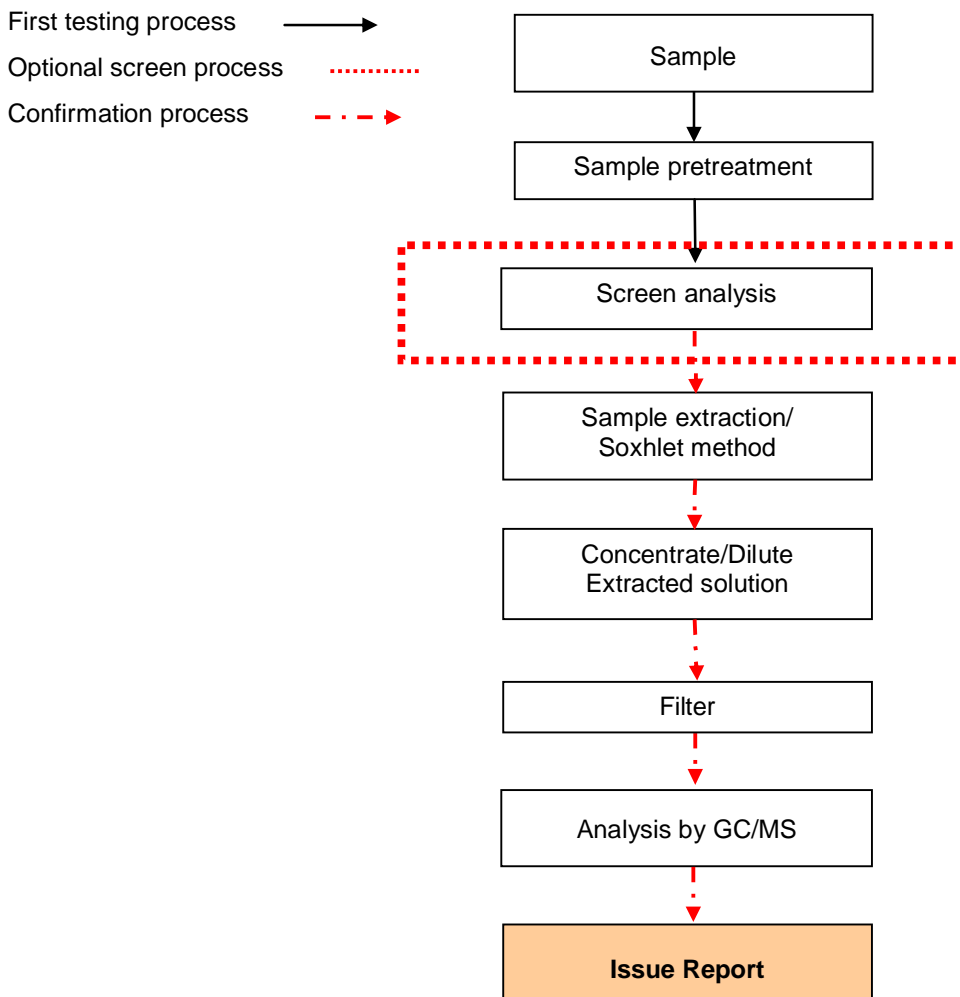 First testing process
Optional screen process
Confirmation process
Sample
Sample pretreatment
Screen analysis
Sample extraction/
Soxhlet method
Concentrate/Dilute
Extracted solution
Filter
Analysis by GC/MS
Issue Report